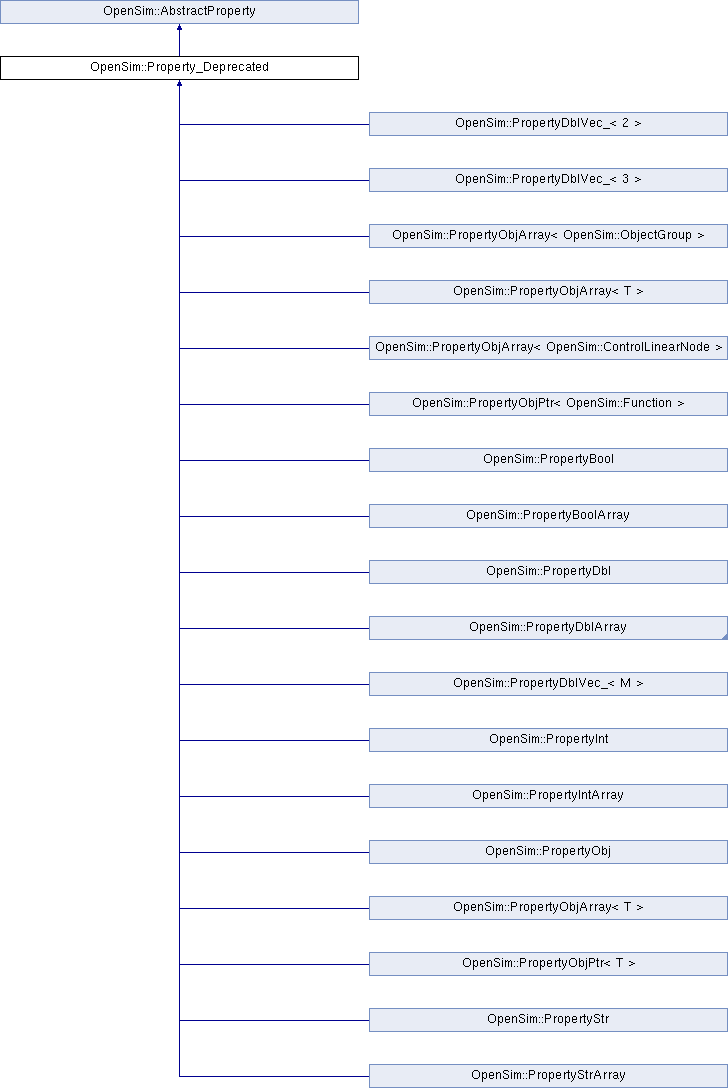 OpenSim::AbstractProperty
OpenSim::Property_Deprecated
OpenSim::PropertyDblVec_< 2 >
OpenSim::PropertyDblVec_< 3 >
OpenSim::PropertyObjArray< OpenSim::ObjectGroup >
OpenSim::PropertyObjArray< T >
OpenSim::PropertyObjArray< OpenSim::ControlLinearNode >
OpenSim::PropertyObjPtr< OpenSim::Function >
OpenSim::PropertyBool
OpenSim::PropertyBoolArray
OpenSim::PropertyDbl
OpenSim::PropertyDblArray
OpenSim::PropertyDblVec_< M >
OpenSim::PropertyInt
OpenSim::PropertyIntArray
OpenSim::PropertyObj
OpenSim::PropertyObjArray< T >
OpenSim::PropertyObjPtr< T >
OpenSim::PropertyStr
OpenSim::PropertyStrArray